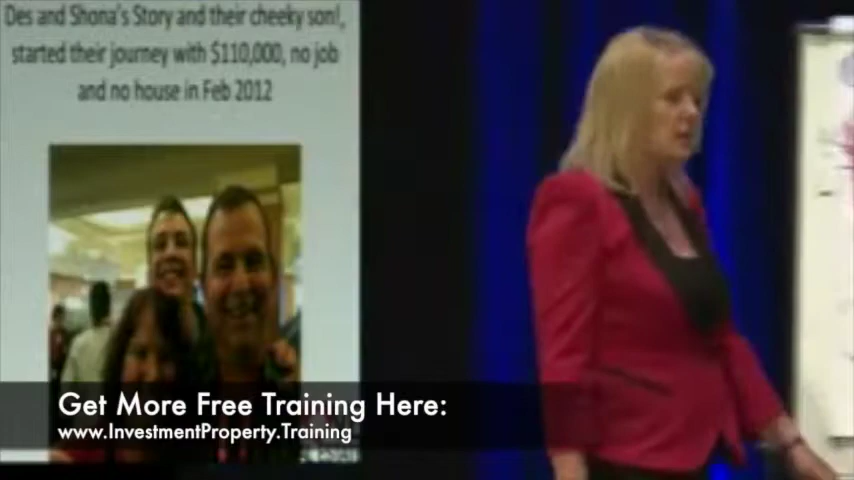 Des and Shona's Story and their cheeky son!,
started their journey with $110,000, no job
and no house in Feb 2012
Get More Free Training Here:
www.InvestmentProperty.Training